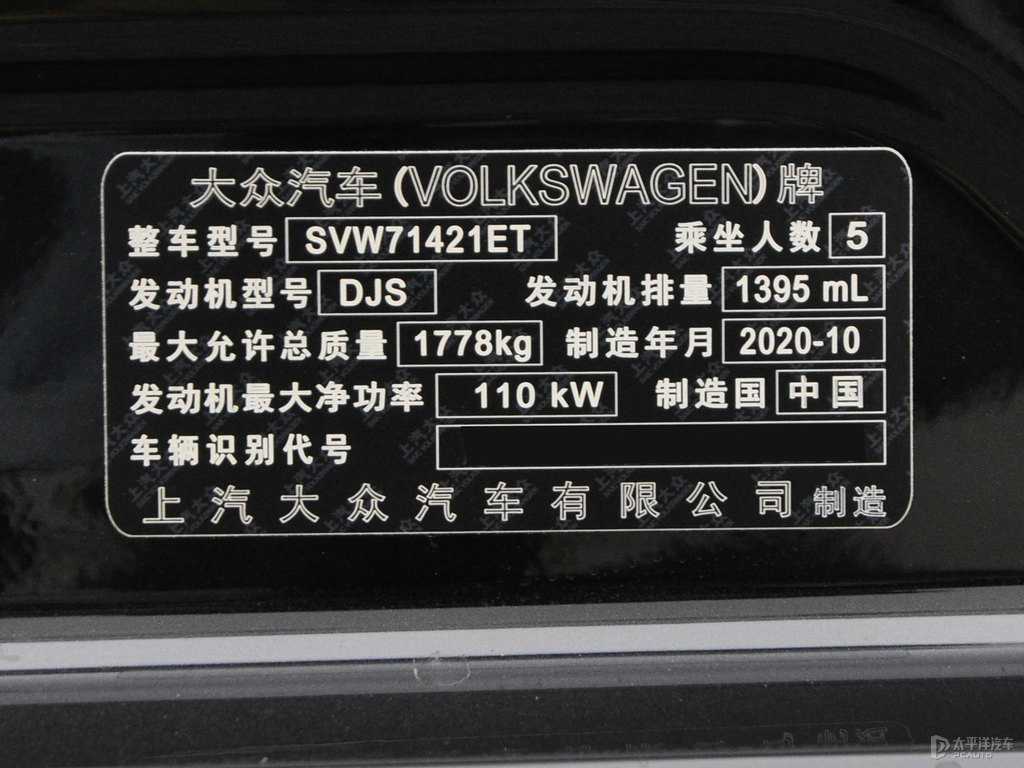 大众汽车(VOLKSWAGEN)牌
整车型号 SVW71421ET 乘坐人数 5
发动机型号 DJS 发动机排量 1395 mL
最大允许总质量 1778kg 制造年月 2020-10
发动机最大净功率 110 kW 制造国 中国
车辆识别代号
上汽大众汽车有限公司 制造
太平洋汽车
PCAUTO